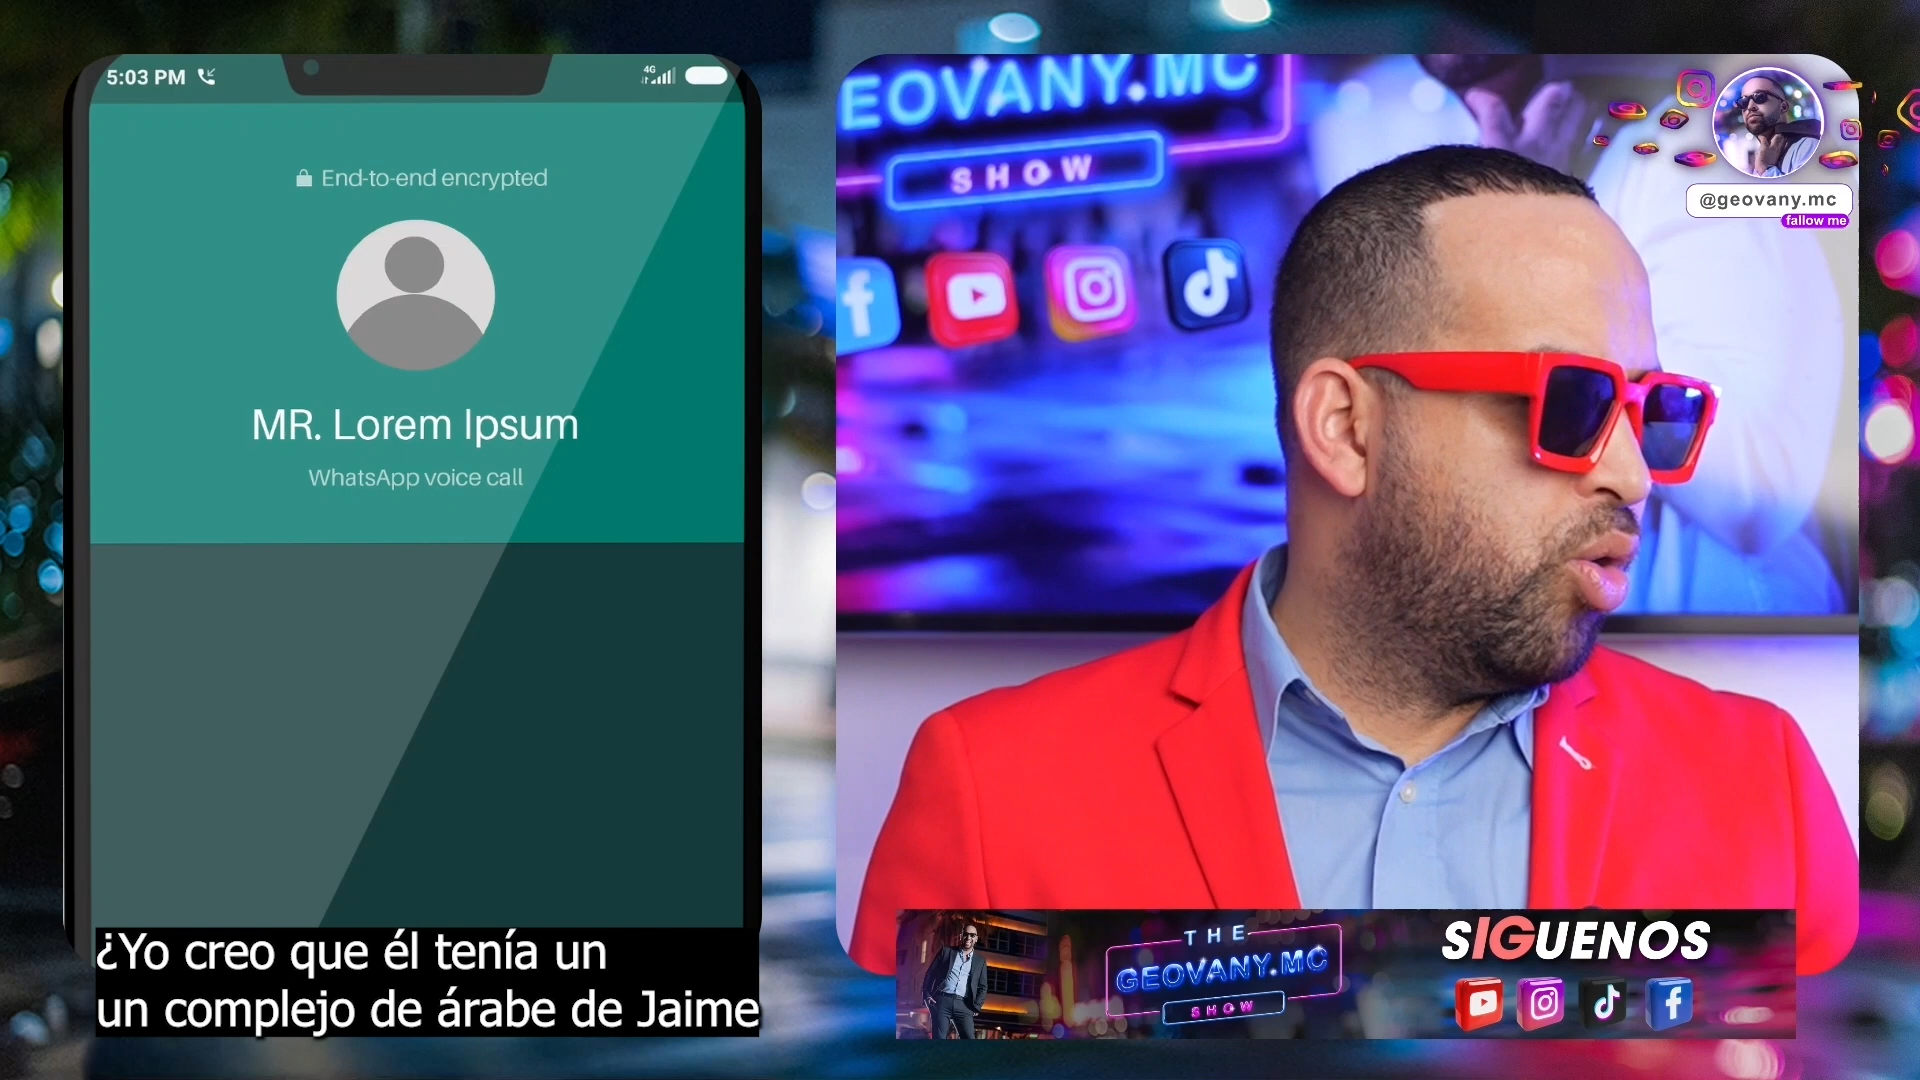 5:03 PM
4G
End-to-end encrypted
MR. Lorem Ipsum
WhatsApp voice call
¿Yo creo que él tenía un
un complejo de árabe de Jaime
EOVANY.MC
SHOW
@geovany.mc
fallow me
THE
GEOVANY.MC
SHOW
SIGUENOS